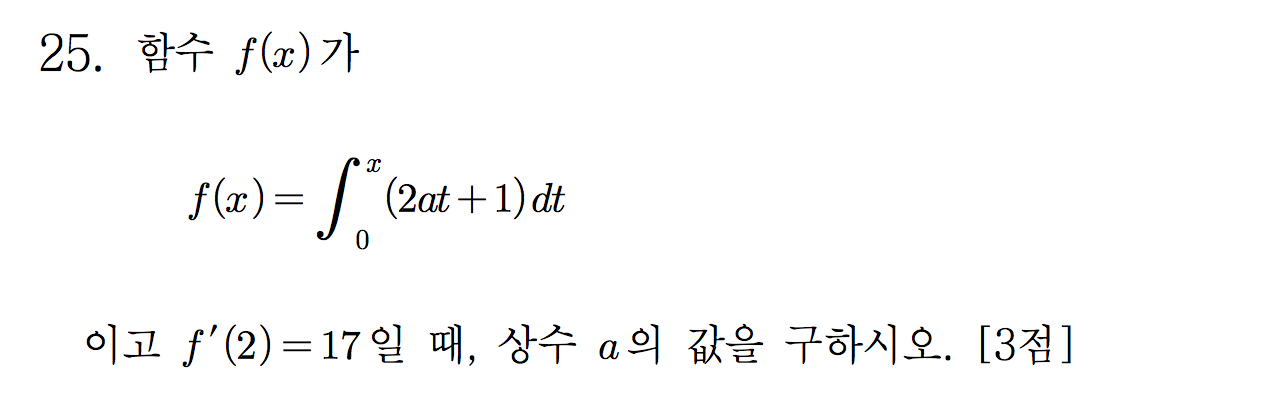 25. 함수 f(x)가
f(x)=∫₀ˣ(2at+1)dt
이고 f′(2)=17일 때, 상수 a의 값을 구하시오. [3점]